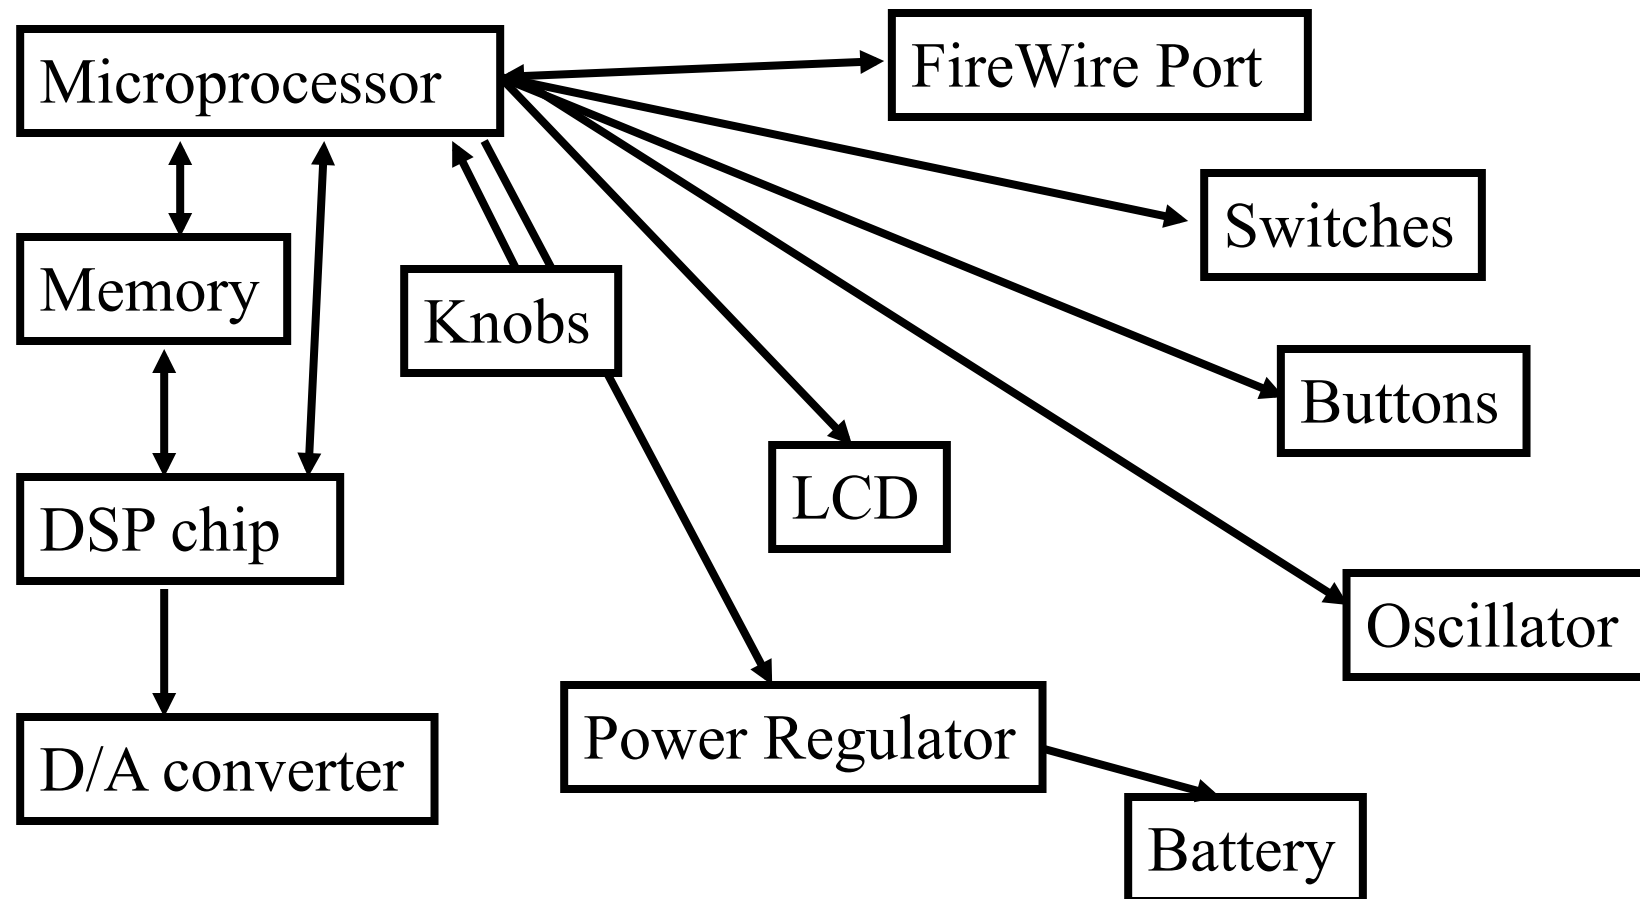 Microprocessor
FireWire Port
Switches
Memory
Knobs
Buttons
LCD
DSP chip
Oscillator
Power Regulator
D/A converter
Battery